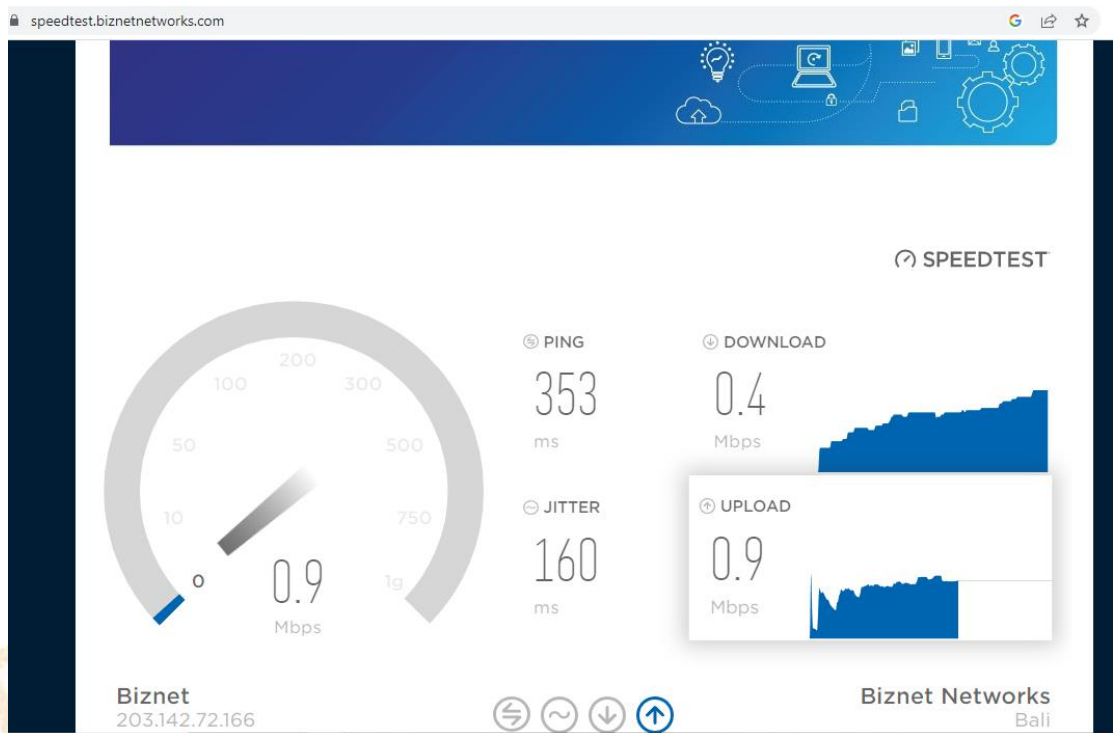 speedtest.biznetnetworks.com
SPEEDTEST
PING
353
ms
DOWNLOAD
0.4
Mbps
JITTER
160
ms
UPLOAD
0.9
Mbps
0
10
50
100
200
300
500
750
1g
0.9
Mbps
Biznet
203.142.72.166
Biznet Networks
Bali